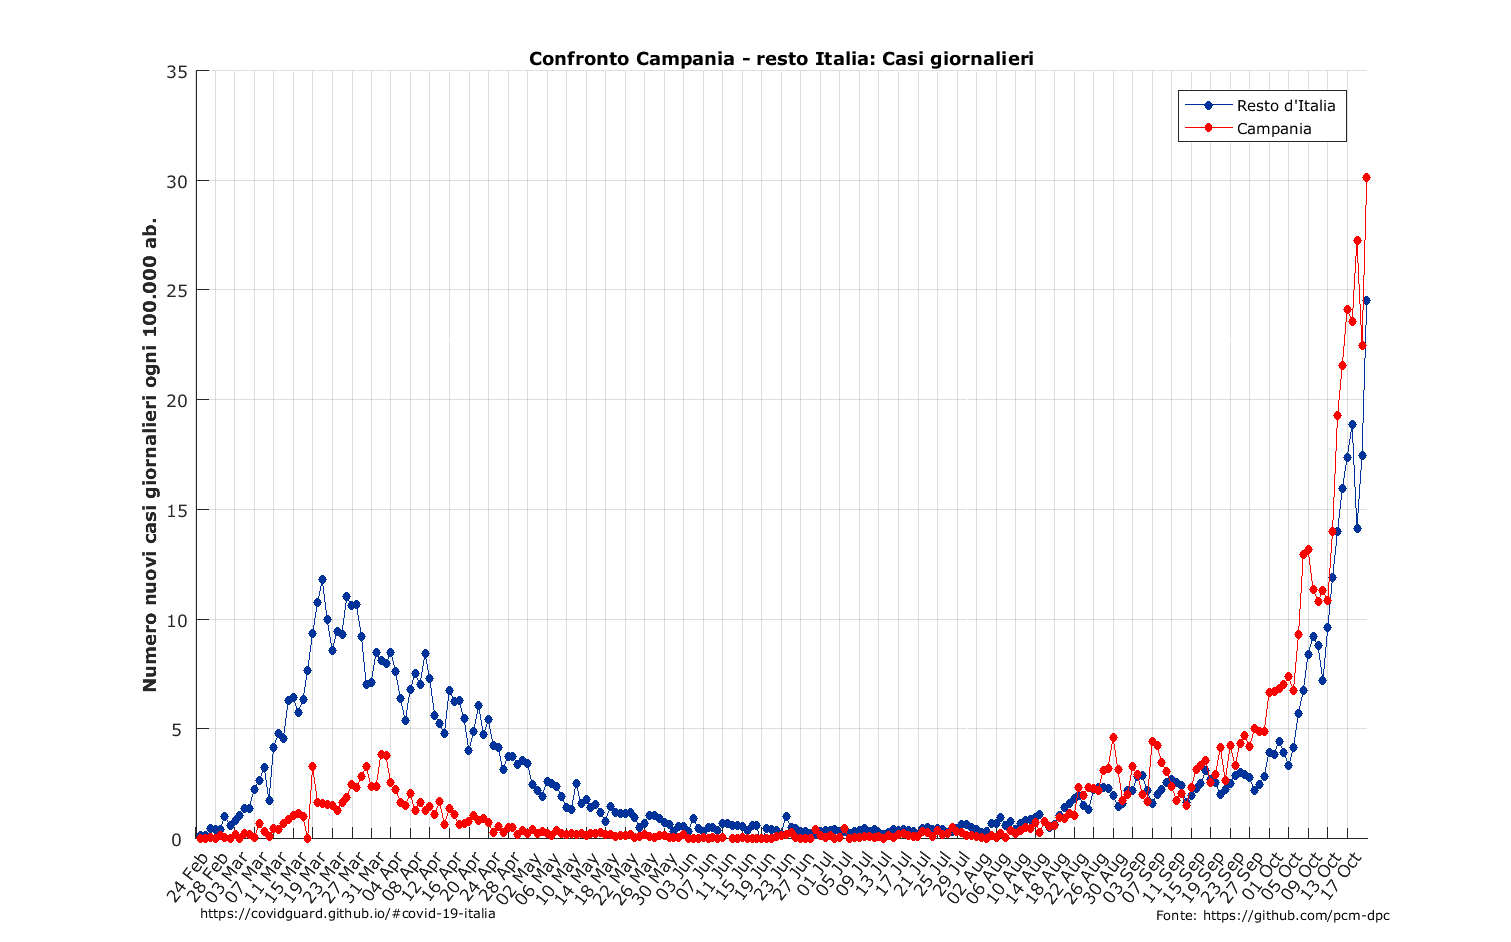 Confronto Campania - resto Italia: Casi giornalieri
35
30
25
20
15
10
5
0
Numero nuovi casi giornalieri ogni 100.000 ab.
Resto d'Italia
Campania
24 Feb
28 Feb
03 Mar
07 Mar
11 Mar
15 Mar
19 Mar
23 Mar
27 Mar
31 Mar
04 Apr
08 Apr
12 Apr
16 Apr
20 Apr
24 Apr
28 Apr
02 May
06 May
10 May
14 May
18 May
22 May
26 May
30 May
03 Jun
07 Jun
11 Jun
15 Jun
19 Jun
23 Jun
27 Jun
01 Jul
05 Jul
09 Jul
13 Jul
17 Jul
21 Jul
25 Jul
29 Jul
02 Aug
06 Aug
10 Aug
14 Aug
18 Aug
22 Aug
26 Aug
30 Aug
03 Sep
07 Sep
11 Sep
15 Sep
19 Sep
23 Sep
27 Sep
01 Oct
05 Oct
09 Oct
13 Oct
17 Oct
https://covidguard.github.io/#covid-19-italia
Fonte: https://github.com/pcm-dpc